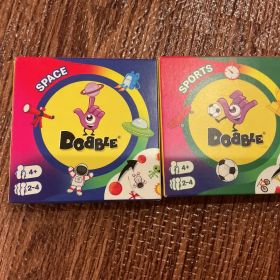 SPACE
DOBBLE®
4+
2-4
SPORTS
DOBBLE®
4+
2-4